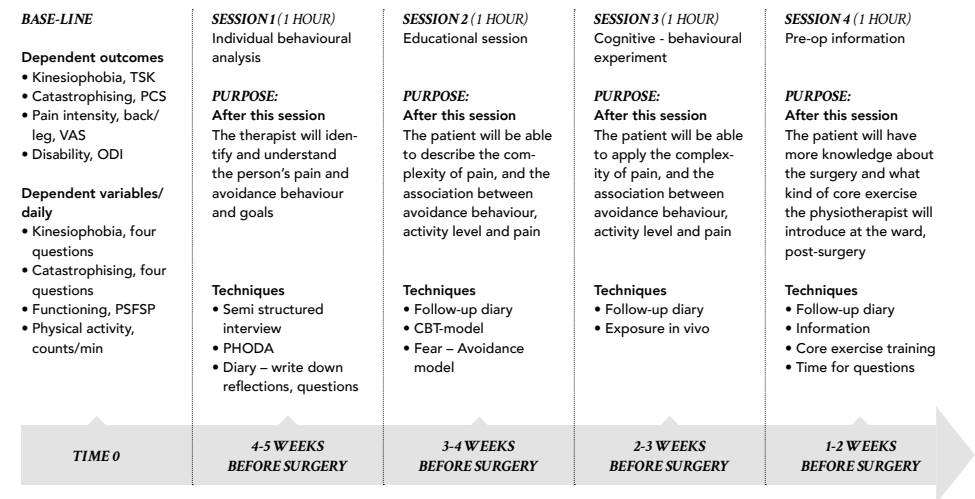 BASE-LINE
Dependent outcomes
• Kinesiophobia, TSK
• Catastrophising, PCS
• Pain intensity, back/
leg, VAS
• Disability, ODI
Dependent variables/
daily
• Kinesiophobia, four
questions
• Catastrophising, four
questions
• Functioning, PSFSP
• Physical activity,
counts/min
TIME 0
SESSION 1 (1 HOUR)
Individual behavioural
analysis
PURPOSE:
After this session
The therapist will iden-
tify and understand
the person's pain and
avoidance behaviour
and goals
Techniques
• Semi structured
interview
• PHODA
• Diary – write down
reflections, questions
4-5 WEEKS
BEFORE SURGERY
SESSION 2 (1 HOUR)
Educational session
PURPOSE:
After this session
The patient will be able
to describe the com-
plexity of pain, and the
association between
avoidance behaviour,
activity level and pain
Techniques
• Follow-up diary
• CBT-model
• Fear – Avoidance
model
3-4 WEEKS
BEFORE SURGERY
SESSION 3 (1 HOUR)
Cognitive - behavioural
experiment
PURPOSE:
After this session
The patient will be able
to apply the complex-
ity of pain, and the
association between
avoidance behaviour,
activity level and pain
Techniques
• Follow-up diary
• Exposure in vivo
2-3 WEEKS
BEFORE SURGERY
SESSION 4 (1 HOUR)
Pre-op information
PURPOSE:
After this session
The patient will have
more knowledge about
the surgery and what
kind of core exercise
the physiotherapist will
introduce at the ward,
post-surgery
Techniques
• Follow-up diary
• Information
• Core exercise training
• Time for questions
1-2 WEEKS
BEFORE SURGERY